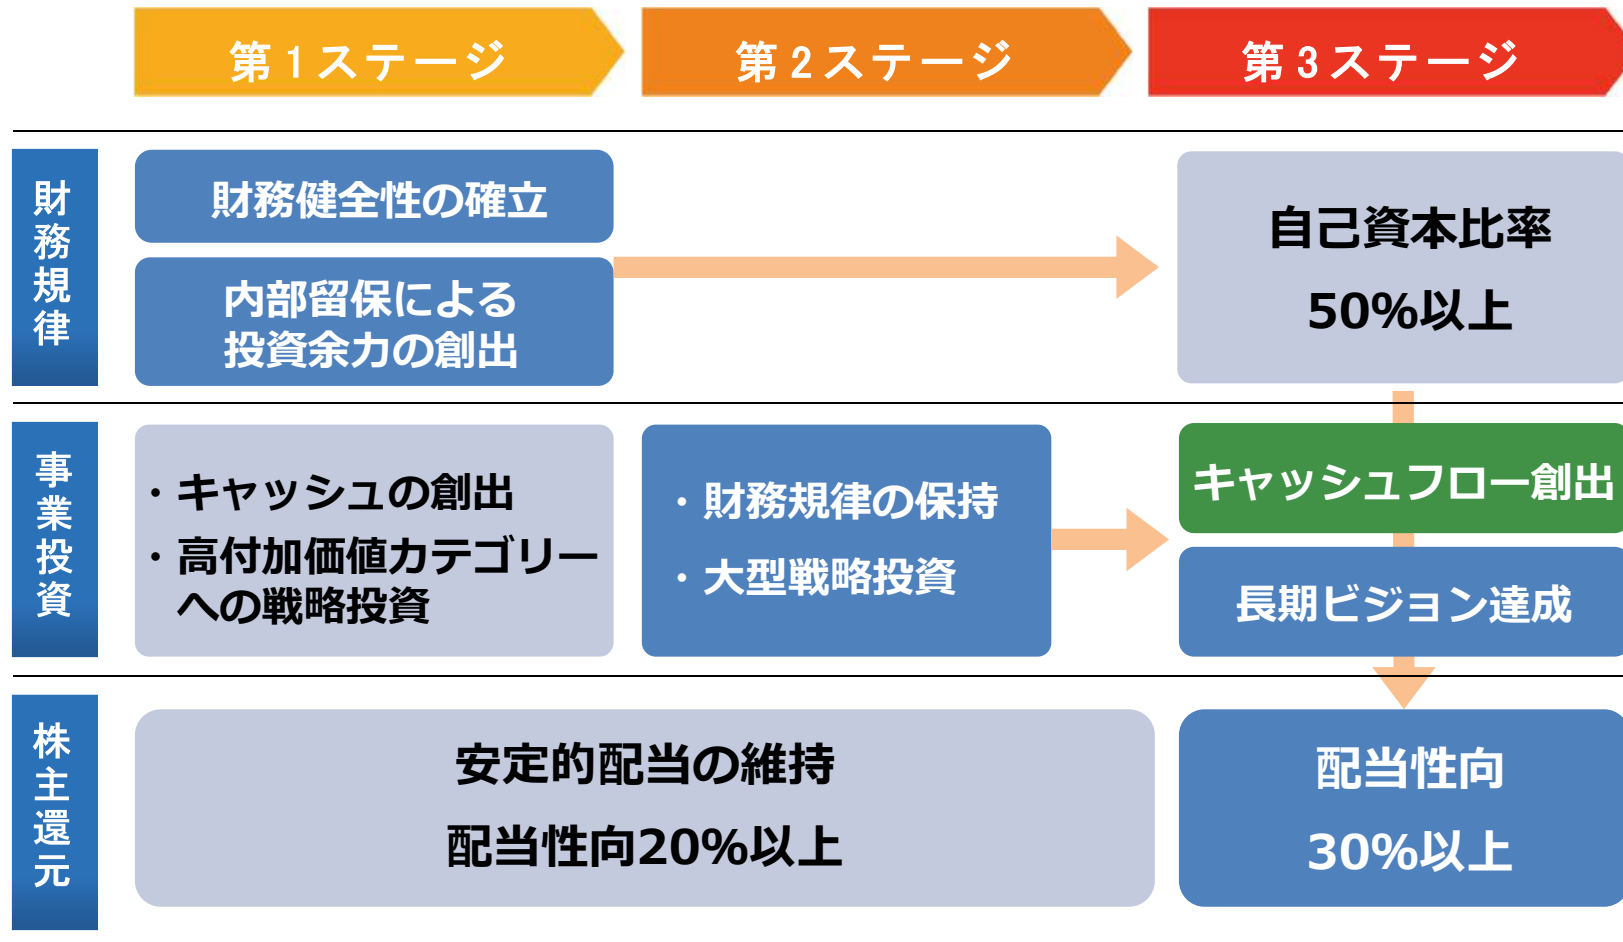 第1ステージ
第2ステージ
第3ステージ
財務規律
財務健全性の確立
内部留保による
投資余力の創出
自己資本比率
50%以上
事業投資
・キャッシュの創出
・高付加価値カテゴリー
への戦略投資
・財務規律の保持
・大型戦略投資
キャッシュフロー創出
長期ビジョン達成
株主還元
安定的配当の維持
配当性向20%以上
配当性向
30%以上